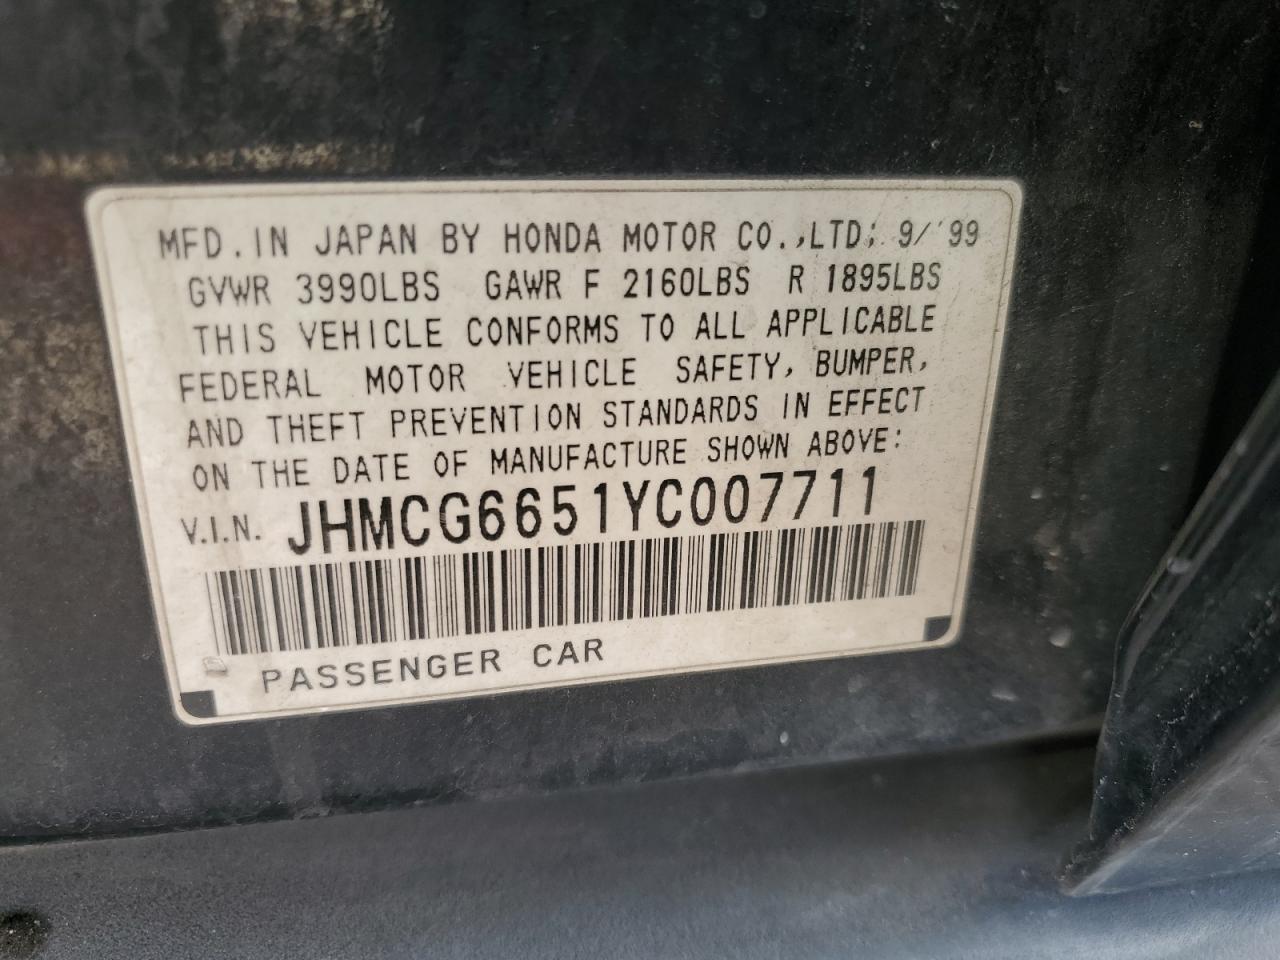 MFD. IN JAPAN BY HONDA MOTOR CO.,LTD; 9/'99
GVWR 3990LBS GAWR F 2160LBS R 1895LBS
THIS VEHICLE CONFORMS TO ALL APPLICABLE
FEDERAL MOTOR VEHICLE SAFETY, BUMPER,
AND THEFT PREVENTION STANDARDS IN EFFECT
ON THE DATE OF MANUFACTURE SHOWN ABOVE:
V.I.N. JHMCG6651YC007711
PASSENGER CAR